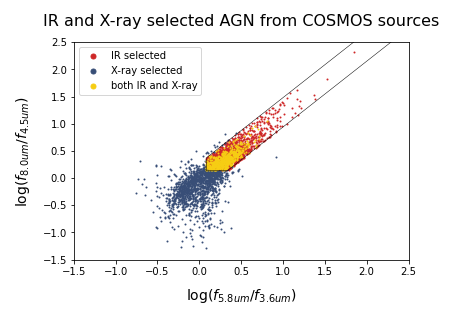 IR and X-ray selected AGN from COSMOS sources
IR selected
X-ray selected
both IR and X-ray
2.5
2.0
1.5
1.0
0.5
0.0
−0.5
−1.0
−1.5
log(f8.0um/f4.5um)
−1.5 −1.0 −0.5 0.0 0.5 1.0 1.5 2.0 2.5
log(f5.8um/f3.6um)